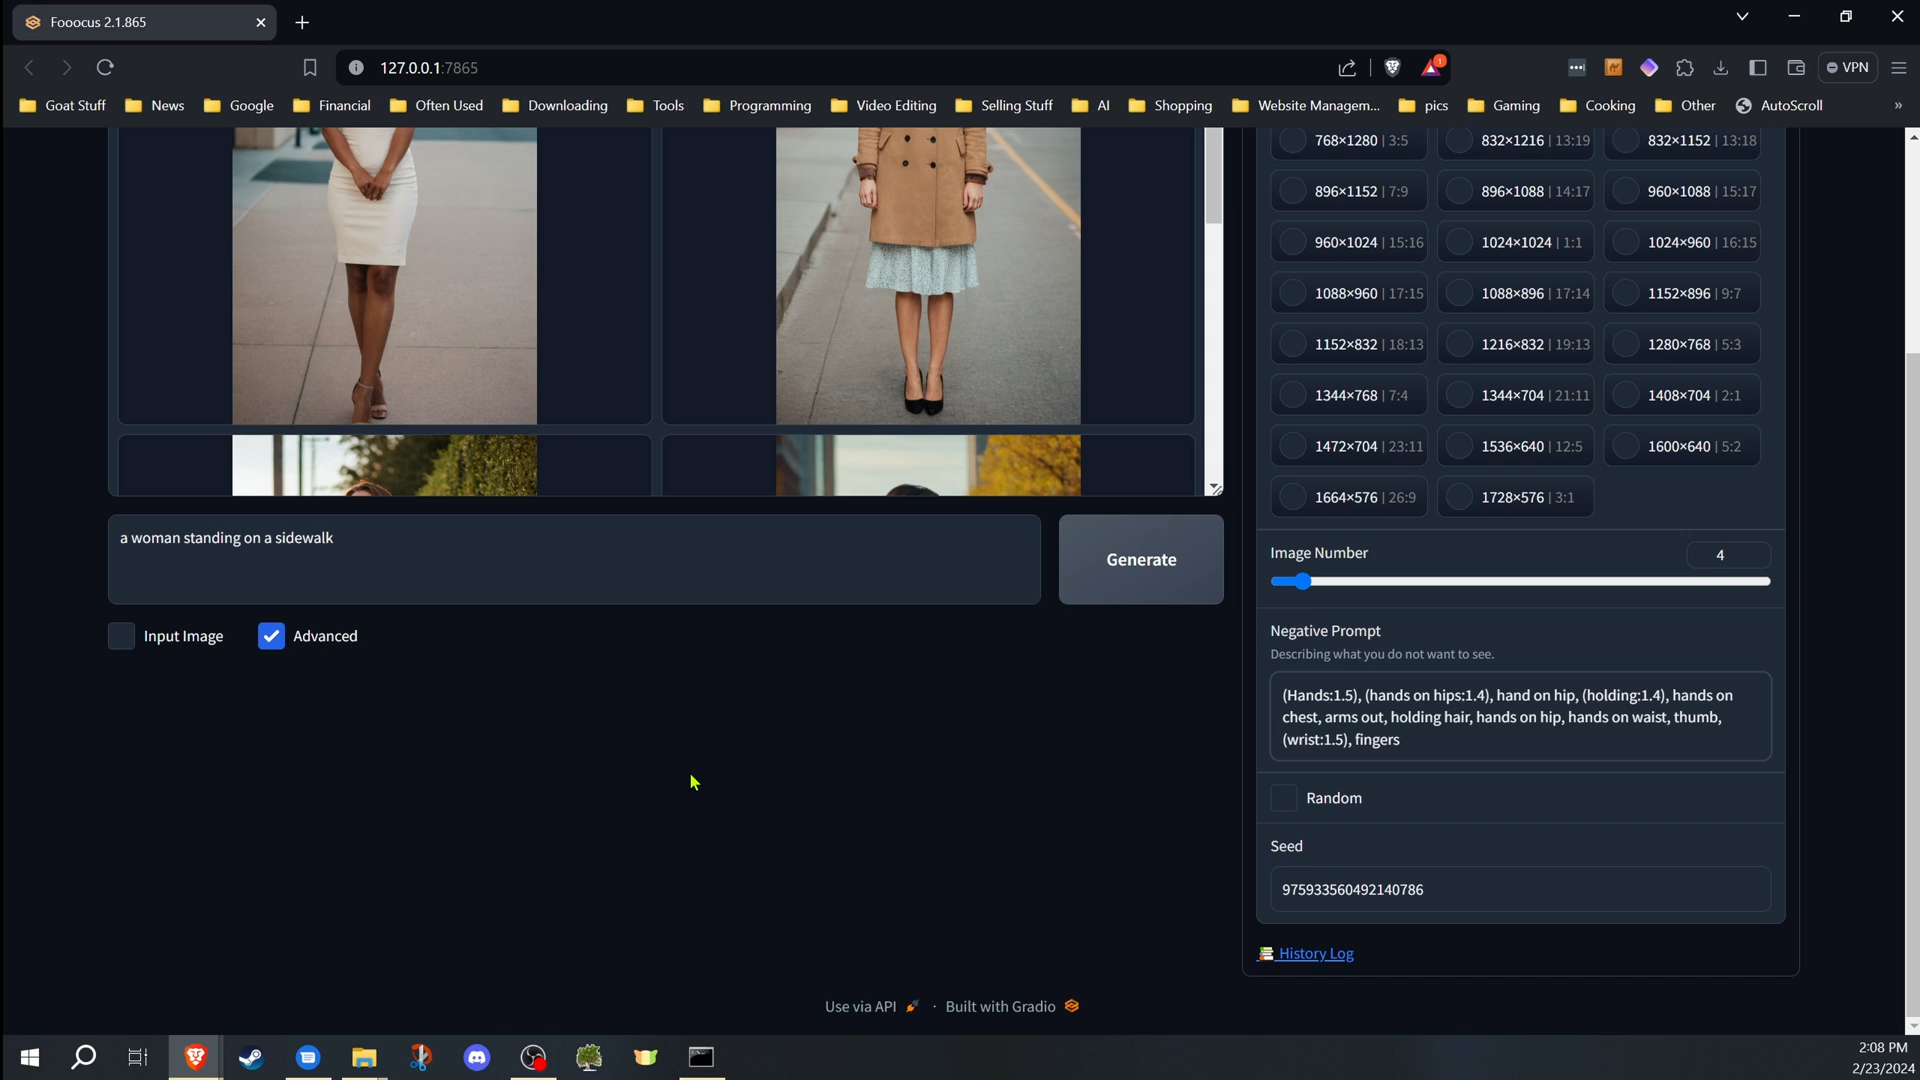 Fooocus 2.1.865
127.0.0.1:7865
1
VPN
Goat Stuff News Google Financial Often Used Downloading Tools Programming Video Editing Selling Stuff AI Shopping Website Managem... pics Gaming Cooking Other AutoScroll »
768×1280 | 3:5 832×1216 | 13:19 832×1152 | 13:18
896×1152 | 7:9 896×1088 | 14:17 960×1088 | 15:17
960×1024 | 15:16 1024×1024 | 1:1 1024×960 | 16:15
1088×960 | 17:15 1088×896 | 17:14 1152×896 | 9:7
1152×832 | 18:13 1216×832 | 19:13 1280×768 | 5:3
1344×768 | 7:4 1344×704 | 21:11 1408×704 | 2:1
1472×704 | 23:11 1536×640 | 12:5 1600×640 | 5:2
1664×576 | 26:9 1728×576 | 3:1
a woman standing on a sidewalk
Generate
Input Image Advanced
Image Number 4
Negative Prompt
Describing what you do not want to see.
(Hands:1.5), (hands on hips:1.4), hand on hip, (holding:1.4), hands on
chest, arms out, holding hair, hands on hip, hands on waist, thumb,
(wrist:1.5), fingers
Random
Seed
975933560492140786
History Log
Use via API · Built with Gradio
2:08 PM
2/23/2024